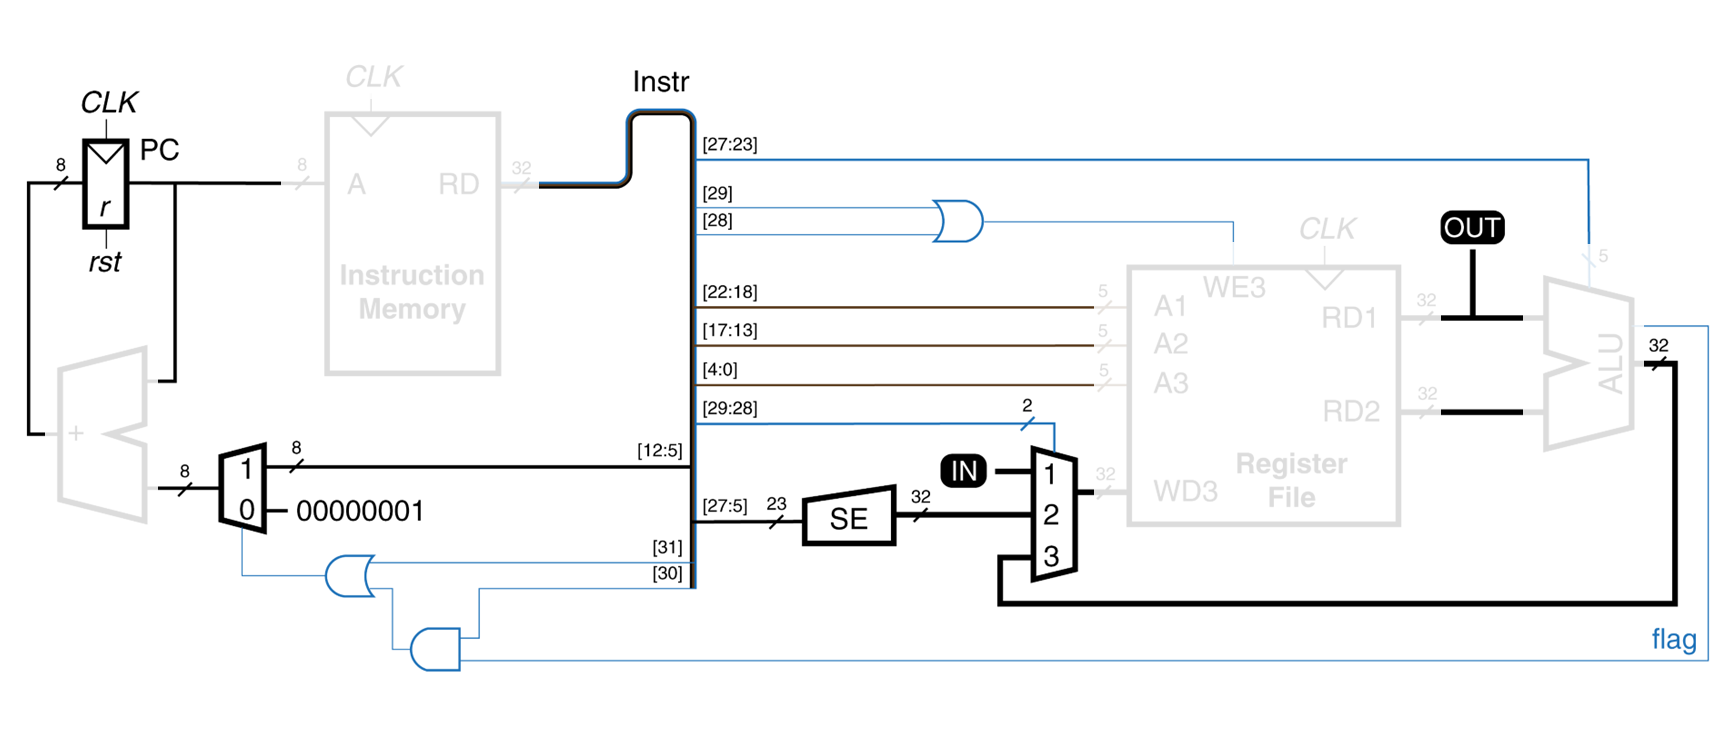 Instr
CLK
CLK
[27:23]
8
PC
8
A
RD
32
r
rst
[29]
[28]
CLK
OUT
5
Instruction
Memory
WE3
[22:18]
5
A1
RD1
32
[17:13]
5
A2
ALU
32
[4:0]
5
A3
[29:28]
2
RD2
32
+
[12:5]
8
1
8
0
00000001
IN
1
32
WD3
Register
File
[27:5]
23
SE
32
2
3
[31]
[30]
flag